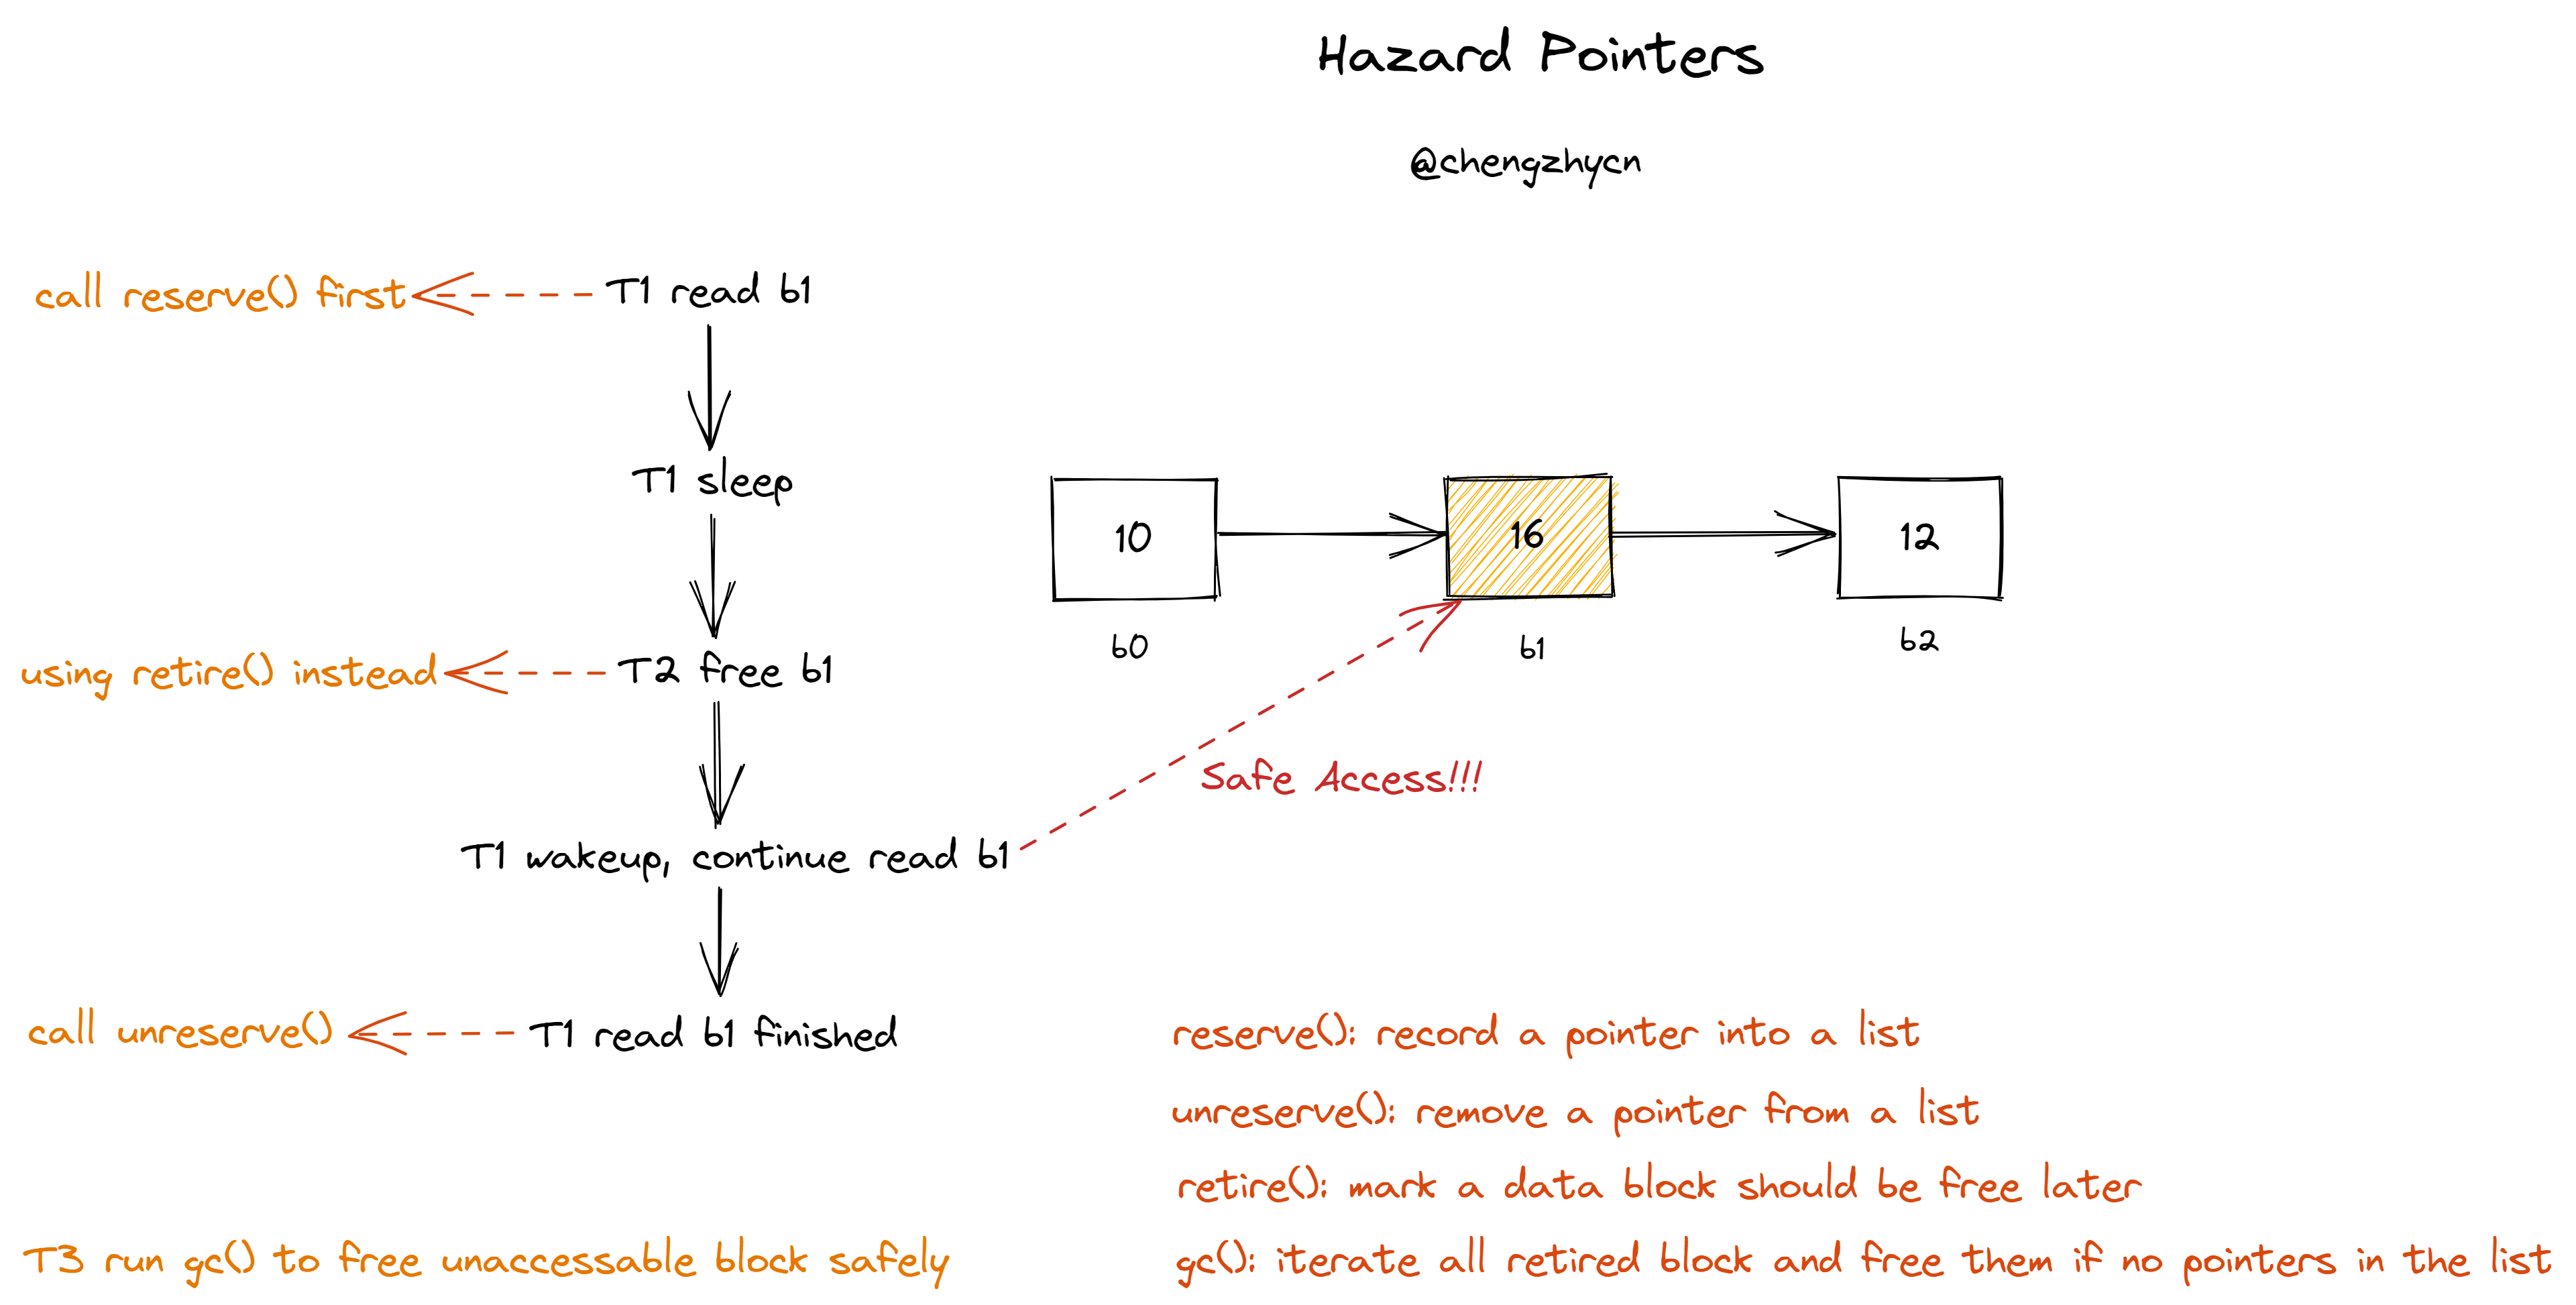 Hazard Pointers
@chengzhycn
call reserve() first
T1 read b1
T1 sleep
10
16
12
b0
b1
b2
using retire() instead
T2 free b1
Safe Access!!!
T1 wakeup, continue read b1
call unreserve()
T1 read b1 finished
reserve(): record a pointer into a list
unreserve(): remove a pointer from a list
retire(): mark a data block should be free later
T3 run gc() to free unaccessable block safely
gc(): iterate all retired block and free them if no pointers in the list